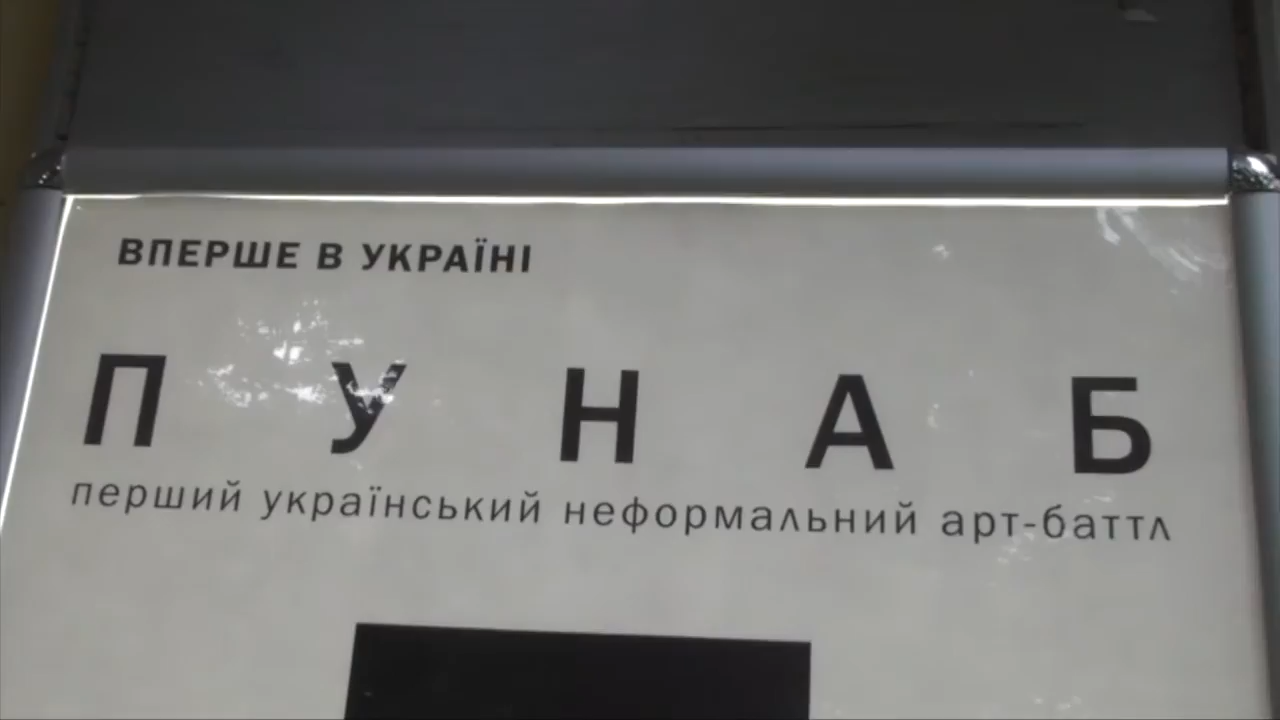 ВПЕРШЕ В УКРАЇНІ
П У Н А Б
перший український неформальний арт-баттл